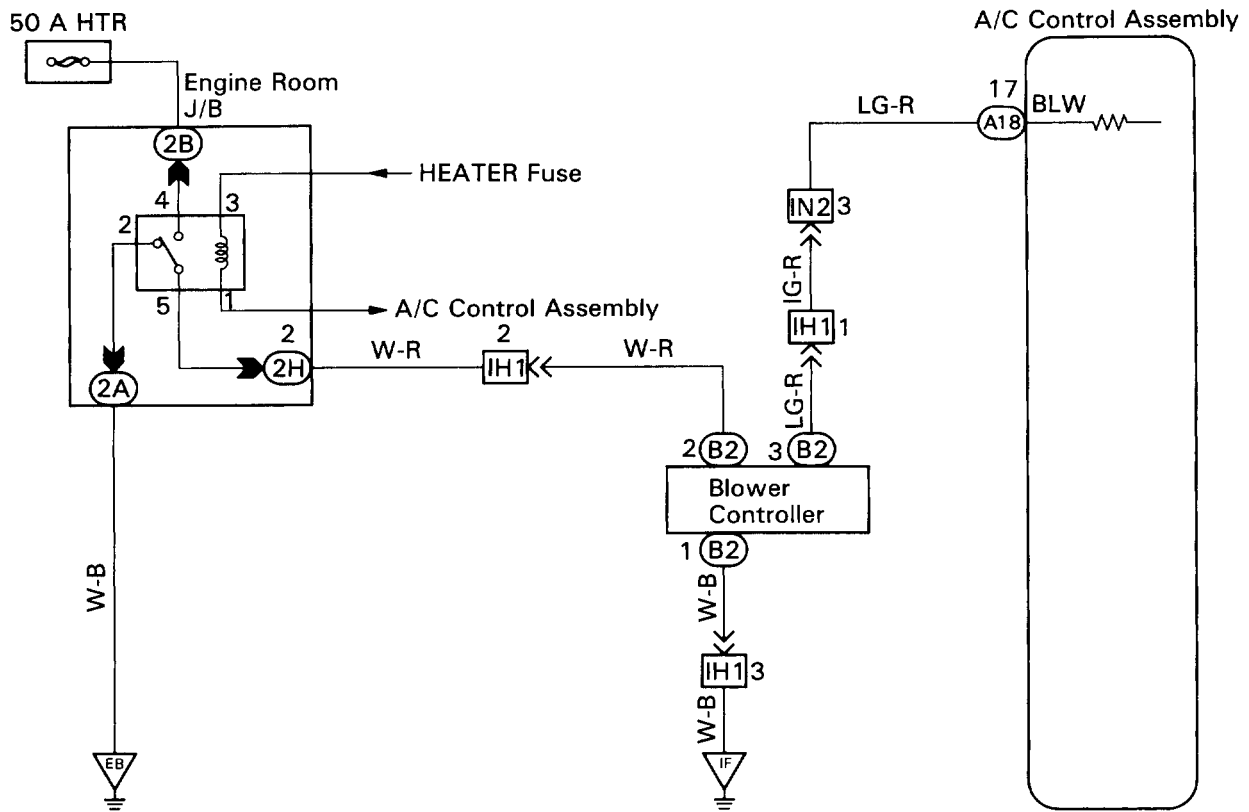 50 A HTR
A/C Control Assembly
Engine Room
J/B
2B
HEATER Fuse
4
3
2
5
1
A/C Control Assembly
2
2H
W-R
2
IH1
W-R
2A
W-B
EB
LG-R
17
A18
BLW
IN2 3
IG-R
IH1 1
LG-R
2 B2
3 B2
Blower
Controller
1 B2
W-B
IH1 3
W-B
IF